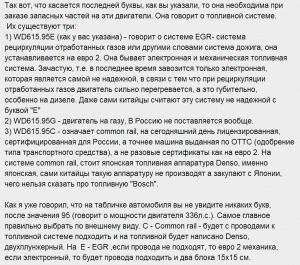 Так вот, что касается последней буквы, как вы указали, то она необходима при
заказе запасных частей на эти двигатели. Она говорит о топливной системе.
Их существуют три:
1) WD615.95E (как у вас указана) - говорит о системе EGR- система
рециркуляции отработанных газов или другими словами система дожига, она
устанавливается на евро 2. Она бывает электронная и механическая топливная
система. Зачастую, т.е. в последнее время завозится только электронная,
которая является самой не надежной, в связи с тем что при рециркуляции
отработанных газов двигатель сильно перегревается, а это губительно,
особенно на дизеле. Даже сами китайцы считают эту систему не надежной с
буквой "E"
2) WD615.95G - двигатель на газу, В России не поставляется вообще.
3) WD615.95C - означает common rail, на сегодняшний день лицензированная,
сертифицированная для России, а точнее машина выданная по ОТТС (одобрение
типа транспортного средства), а не разовые сертификаты как на евро 2. На
системе common rail, стоит японская топливная аппаратура Denso, именно
японская, сами китайцы такую аппаратуру не производят а закупают с Японии,
чего нельзя сказать про топливную "Bosch".
Как я уже говорил, что на табличке автомобиля вы не увидите никаких букв,
после значения 95 (говорит о мощности двигателя 336л.с.). Самое главное
правильно выбрать по внешнему виду. C - Common rail - будет с проводами к
топливной системе подходить и на топливной будет написано Denso,
двухплунжерный. На E - EGR ,если провода не подходят, то евро 2 механика,
если электронный, то будет провода подходить и два блока 15х15 см.